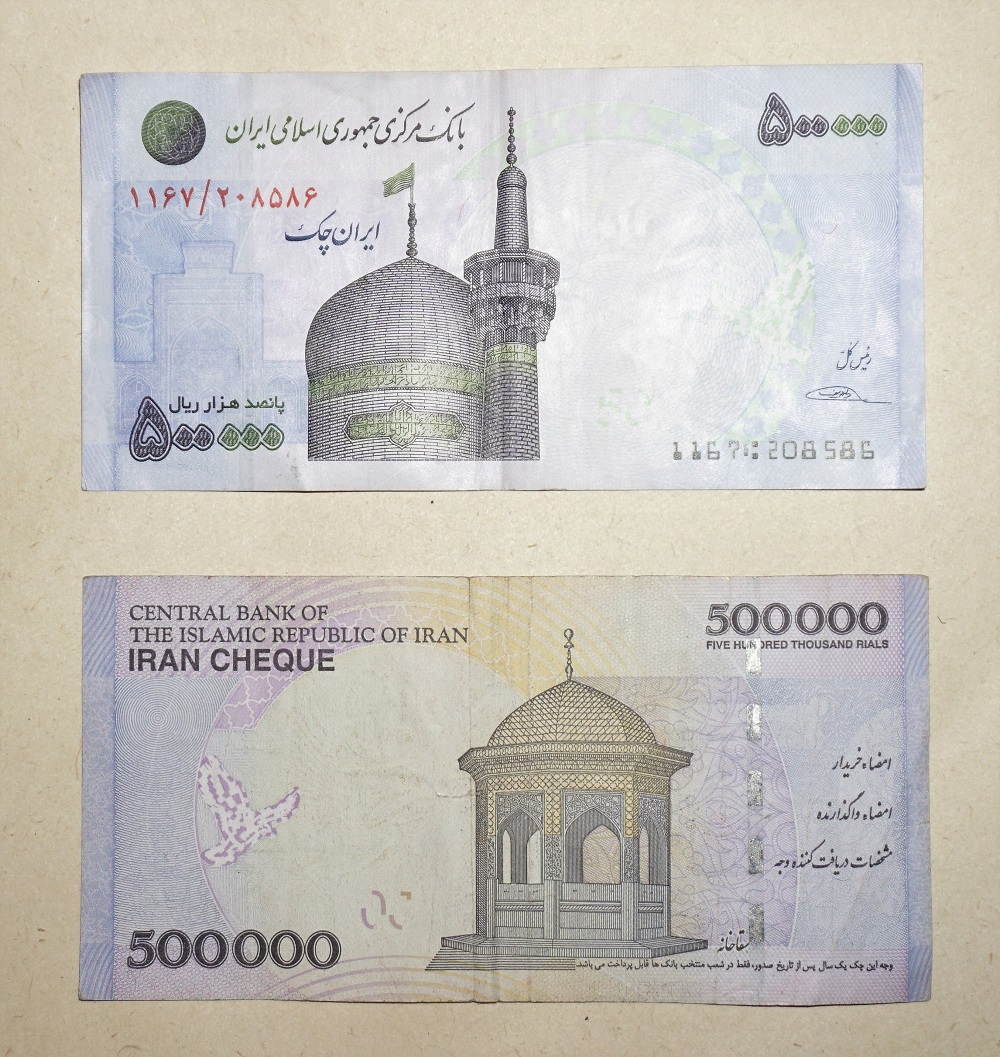 بانک مرکزی جمهوری اسلامی ایران
۵۰۰۰۰۰
۱۱۶۷/۲۰۸۵۸۶
ایران چک
رئیس کل
پانصد هزار ریال
۵۰۰۰۰۰
1167 208586
CENTRAL BANK OF
THE ISLAMIC REPUBLIC OF IRAN
IRAN CHEQUE
500000
FIVE HUNDRED THOUSAND RIALS
امضاء خریدار
امضاء واگذارنده
مشخصات دریافت کننده وجه
سقاخانه
500000
وجه این چک یک سال پس از تاریخ صدور، فقط در شعب منتخب بانک ها قابل پرداخت می باشد.